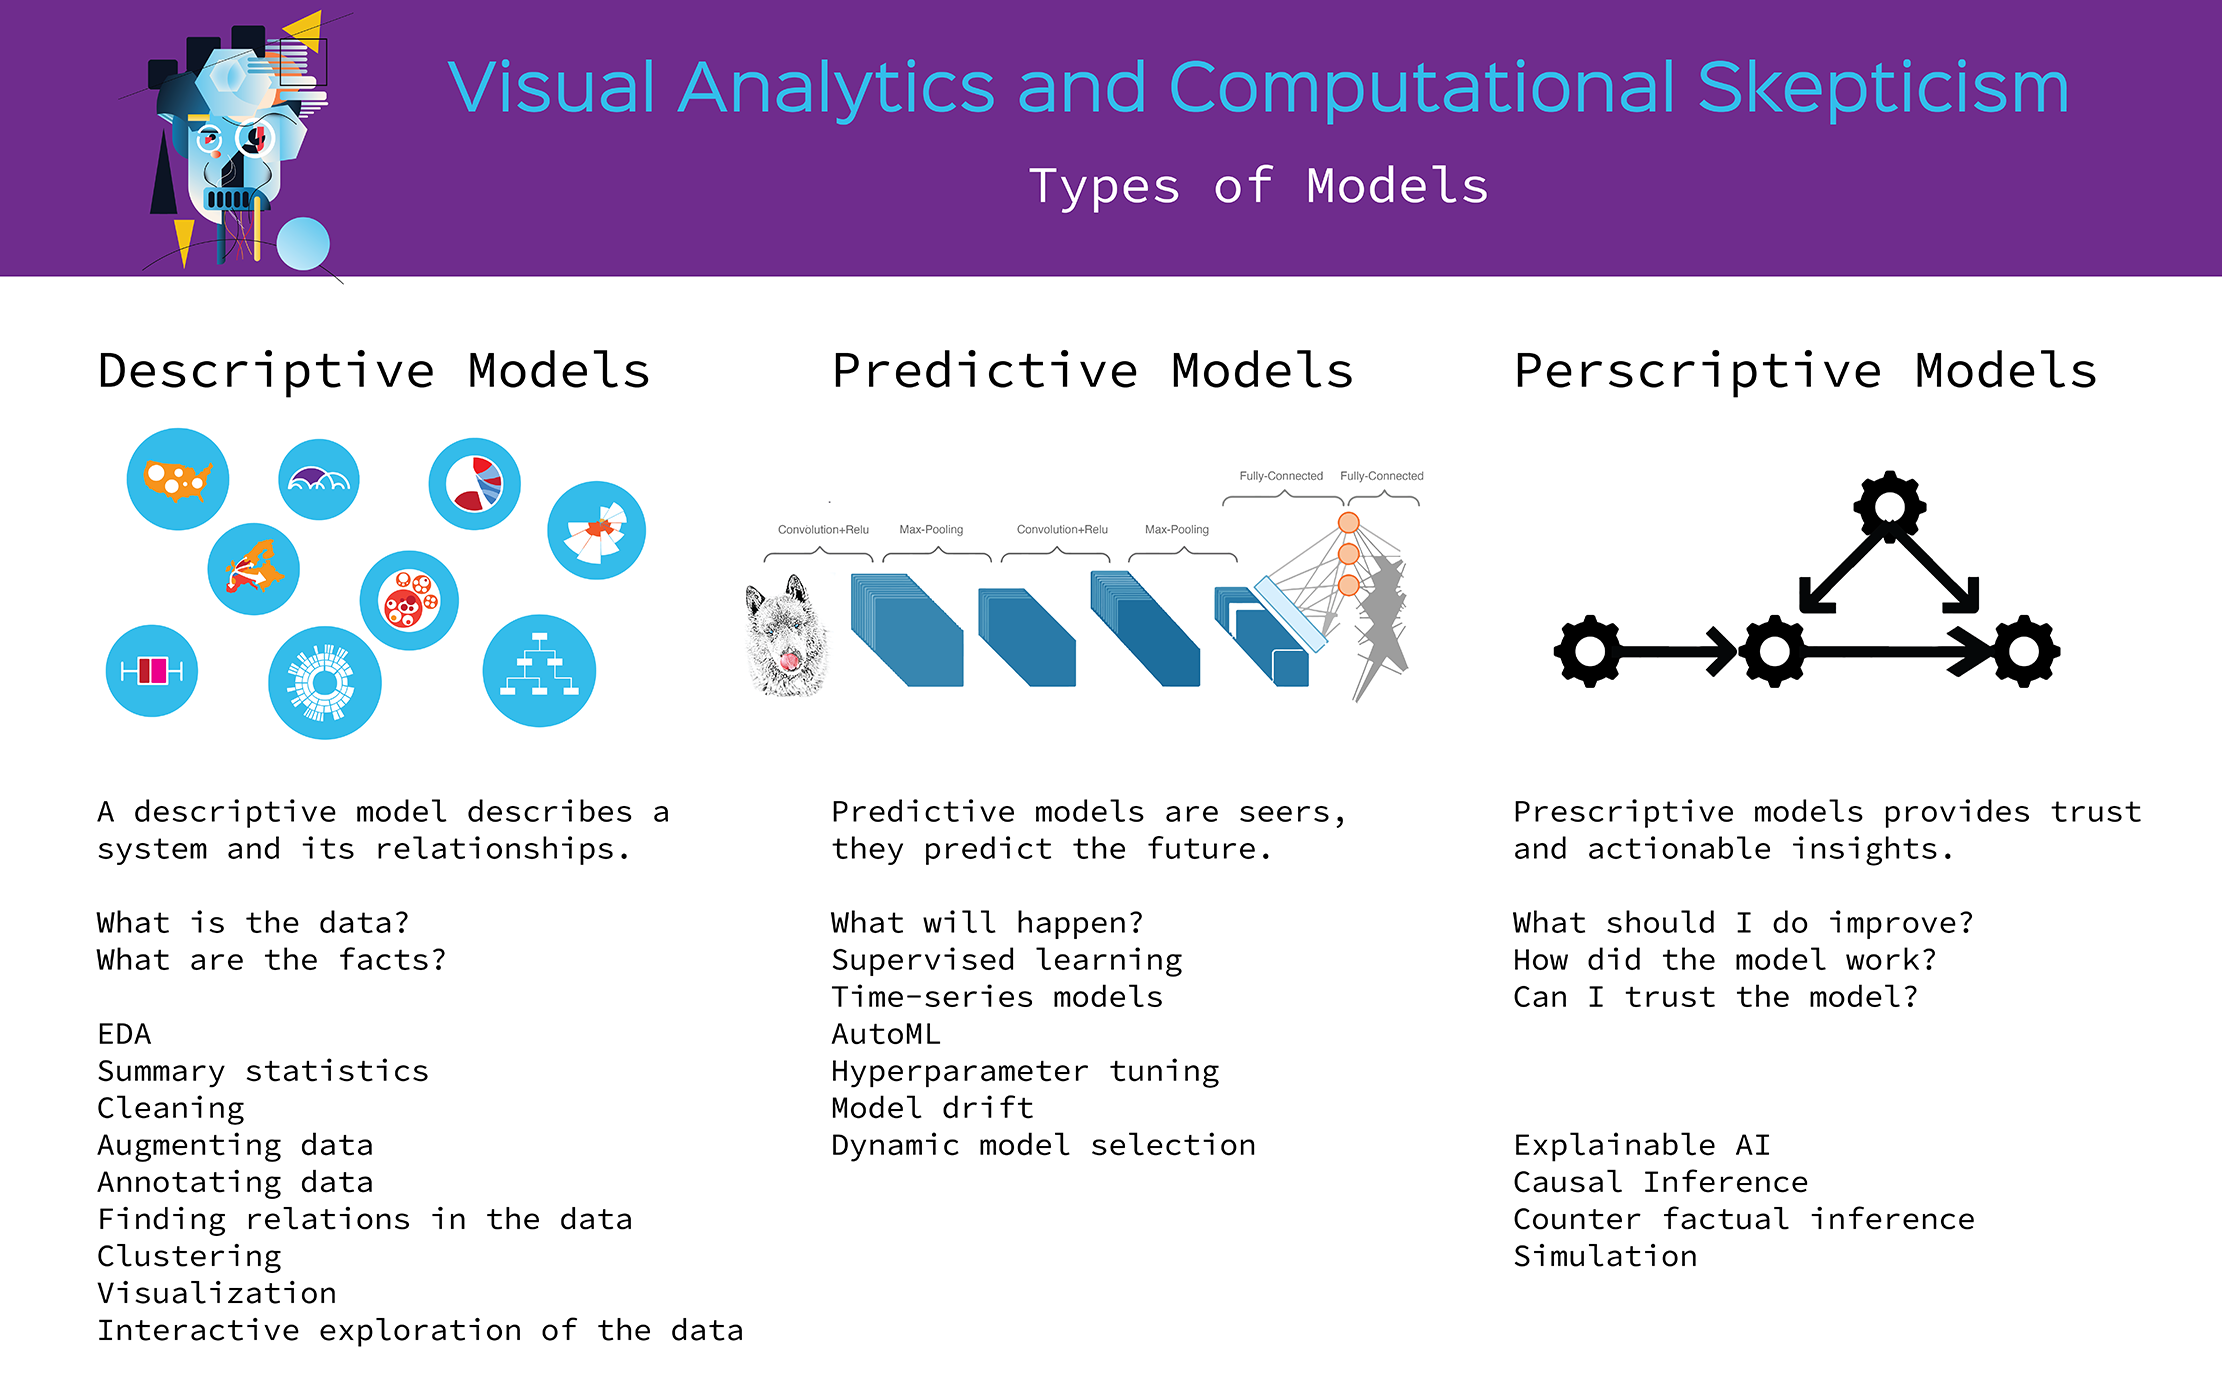 Visual Analytics and Computational Skepticism
Types of Models
Descriptive Models
A descriptive model describes a
system and its relationships.
What is the data?
What are the facts?
EDA
Summary statistics
Cleaning
Augmenting data
Annotating data
Finding relations in the data
Clustering
Visualization
Interactive exploration of the data
Predictive Models
Fully-Connected
Fully-Connected
Convolution+Relu
Max-Pooling
Convolution+Relu
Max-Pooling
Predictive models are seers,
they predict the future.
What will happen?
Supervised learning
Time-series models
AutoML
Hyperparameter tuning
Model drift
Dynamic model selection
Perscriptive Models
Prescriptive models provides trust
and actionable insights.
What should I do improve?
How did the model work?
Can I trust the model?
Explainable AI
Causal Inference
Counter factual inference
Simulation